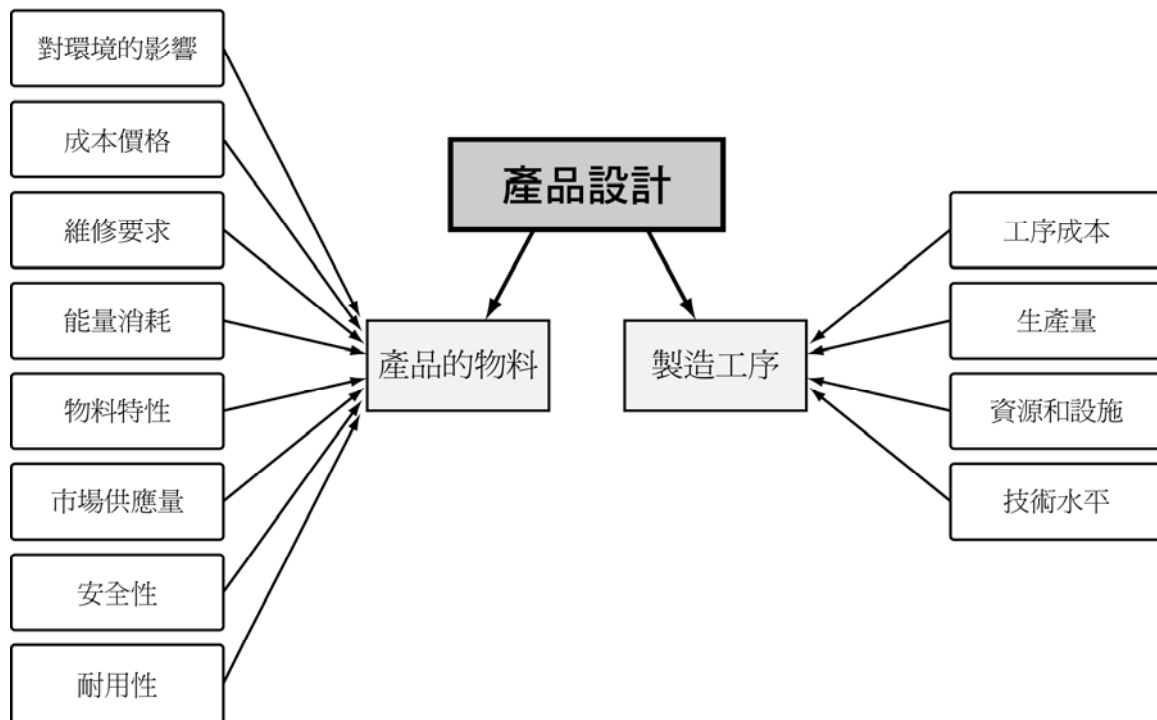 對環境的影響
成本價格
維修要求
能量消耗
物料特性
市場供應量
安全性
耐用性
產品設計
產品的物料
製造工序
工序成本
生產量
資源和設施
技術水平